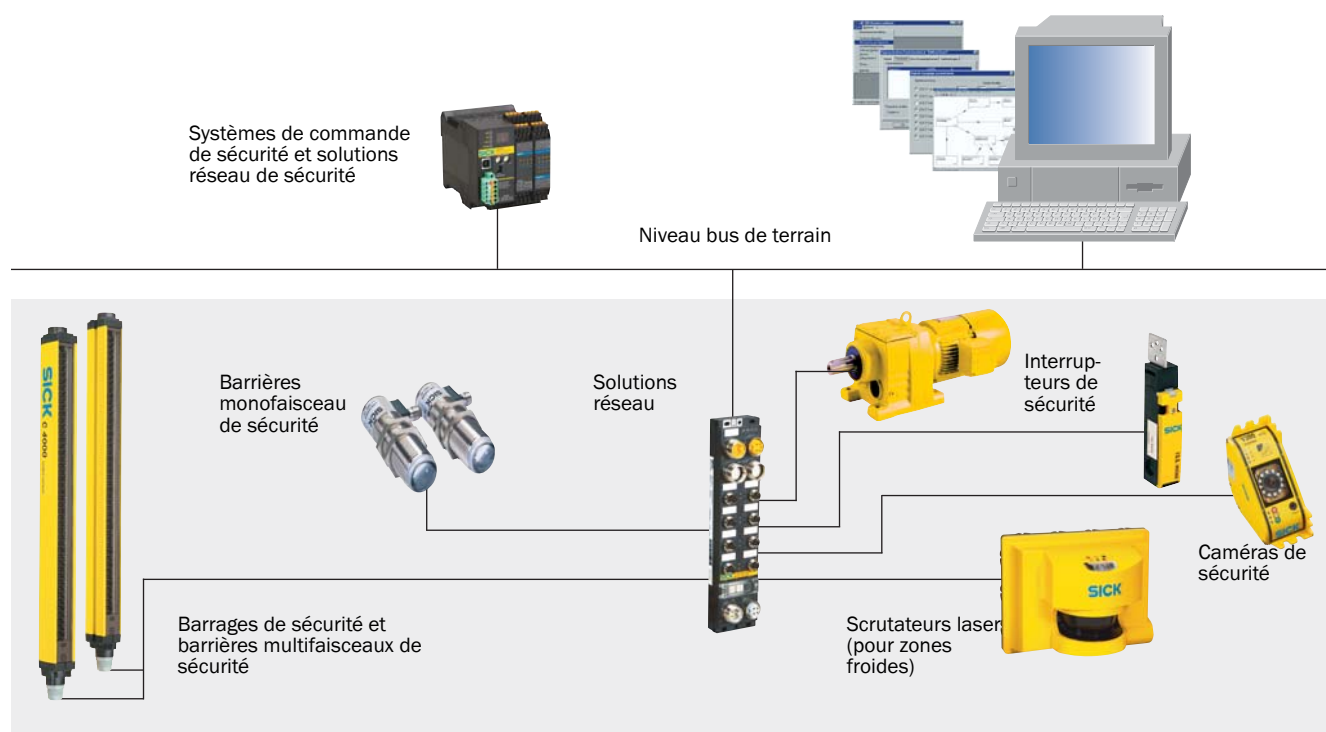 Systèmes de commande
de sécurité et solutions
réseau de sécurité
SICK
Niveau bus de terrain
SICK
C 4000
Barrières
monofaisceau
de sécurité
Solutions
réseau
Interrup-
teurs de
sécurité
SICK
Caméras de
sécurité
SICK
Scrutateurs laser
(pour zones
froides)
Barrages de sécurité et
barrières multifaisceaux de
sécurité